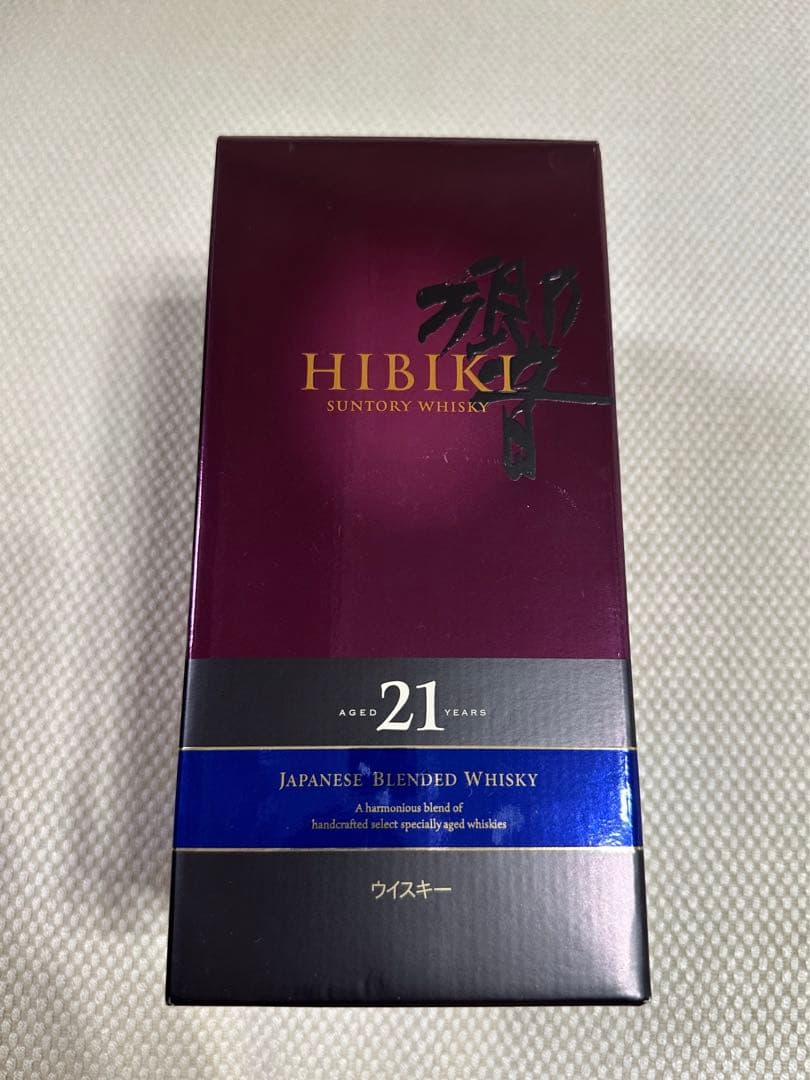 響
HIBIKI
SUNTORY WHISKY
AGED 21 YEARS
JAPANESE BLENDED WHISKY
A harmonious blend of
handcrafted select specially aged whiskies
ウイスキー